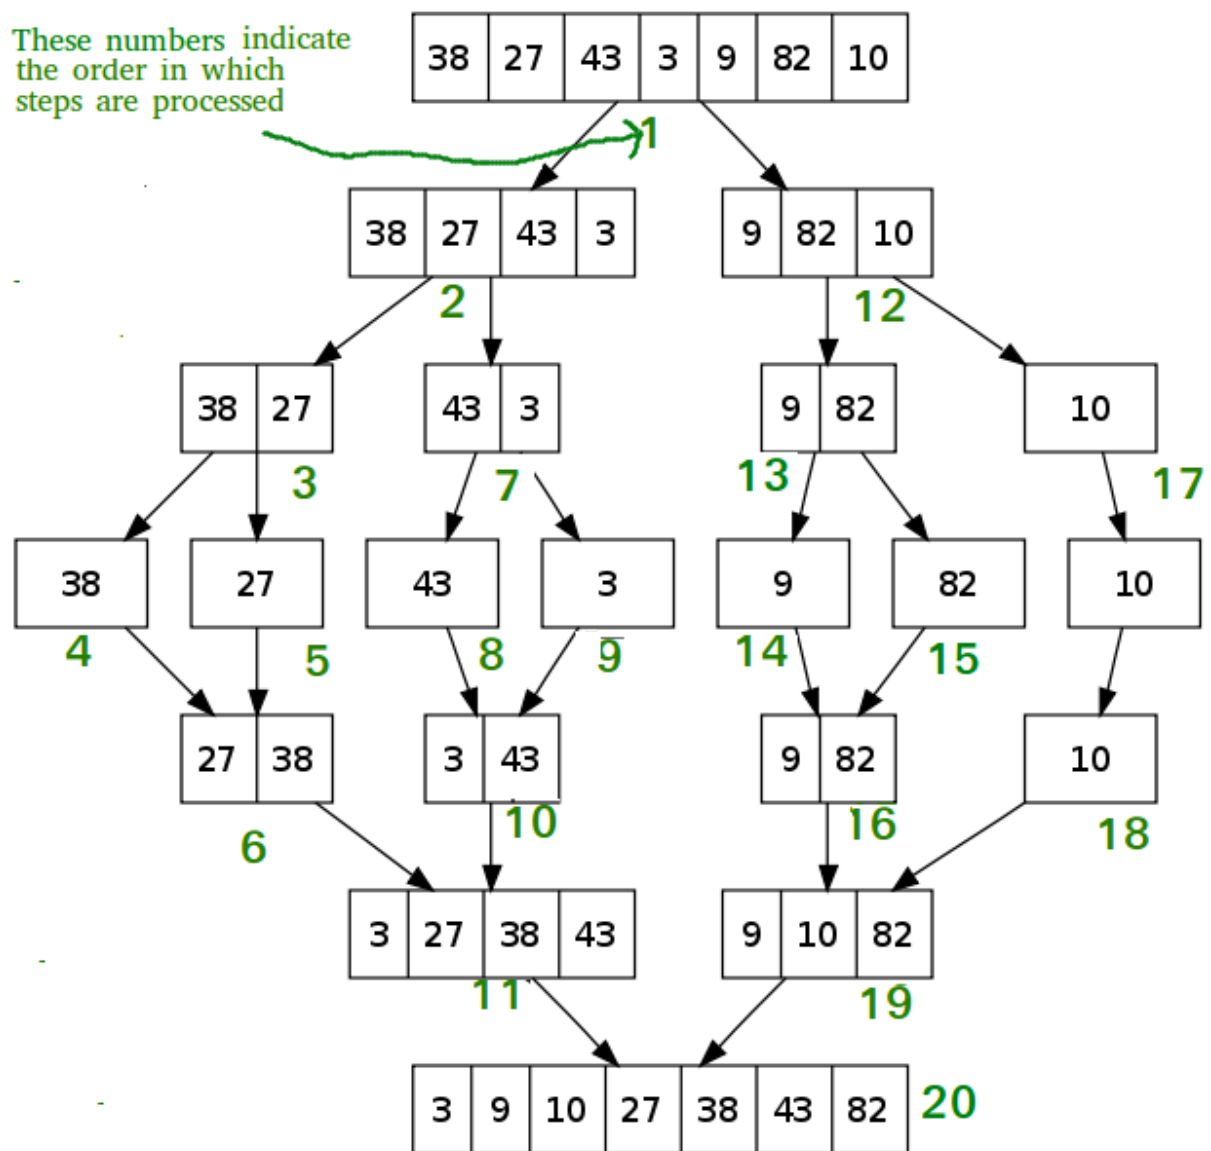 These numbers indicate
the order in which
steps are processed
38 27 43 3 9 82 10
1
38 27 43 3 9 82 10
2 12
38 27 43 3 9 82 10
3 7 13 17
38 27 43 3 9 82 10
4 5 8 9 14 15
27 38 3 43 9 82 10
6 10 16 18
3 27 38 43 9 10 82
11 19
3 9 10 27 38 43 82 20